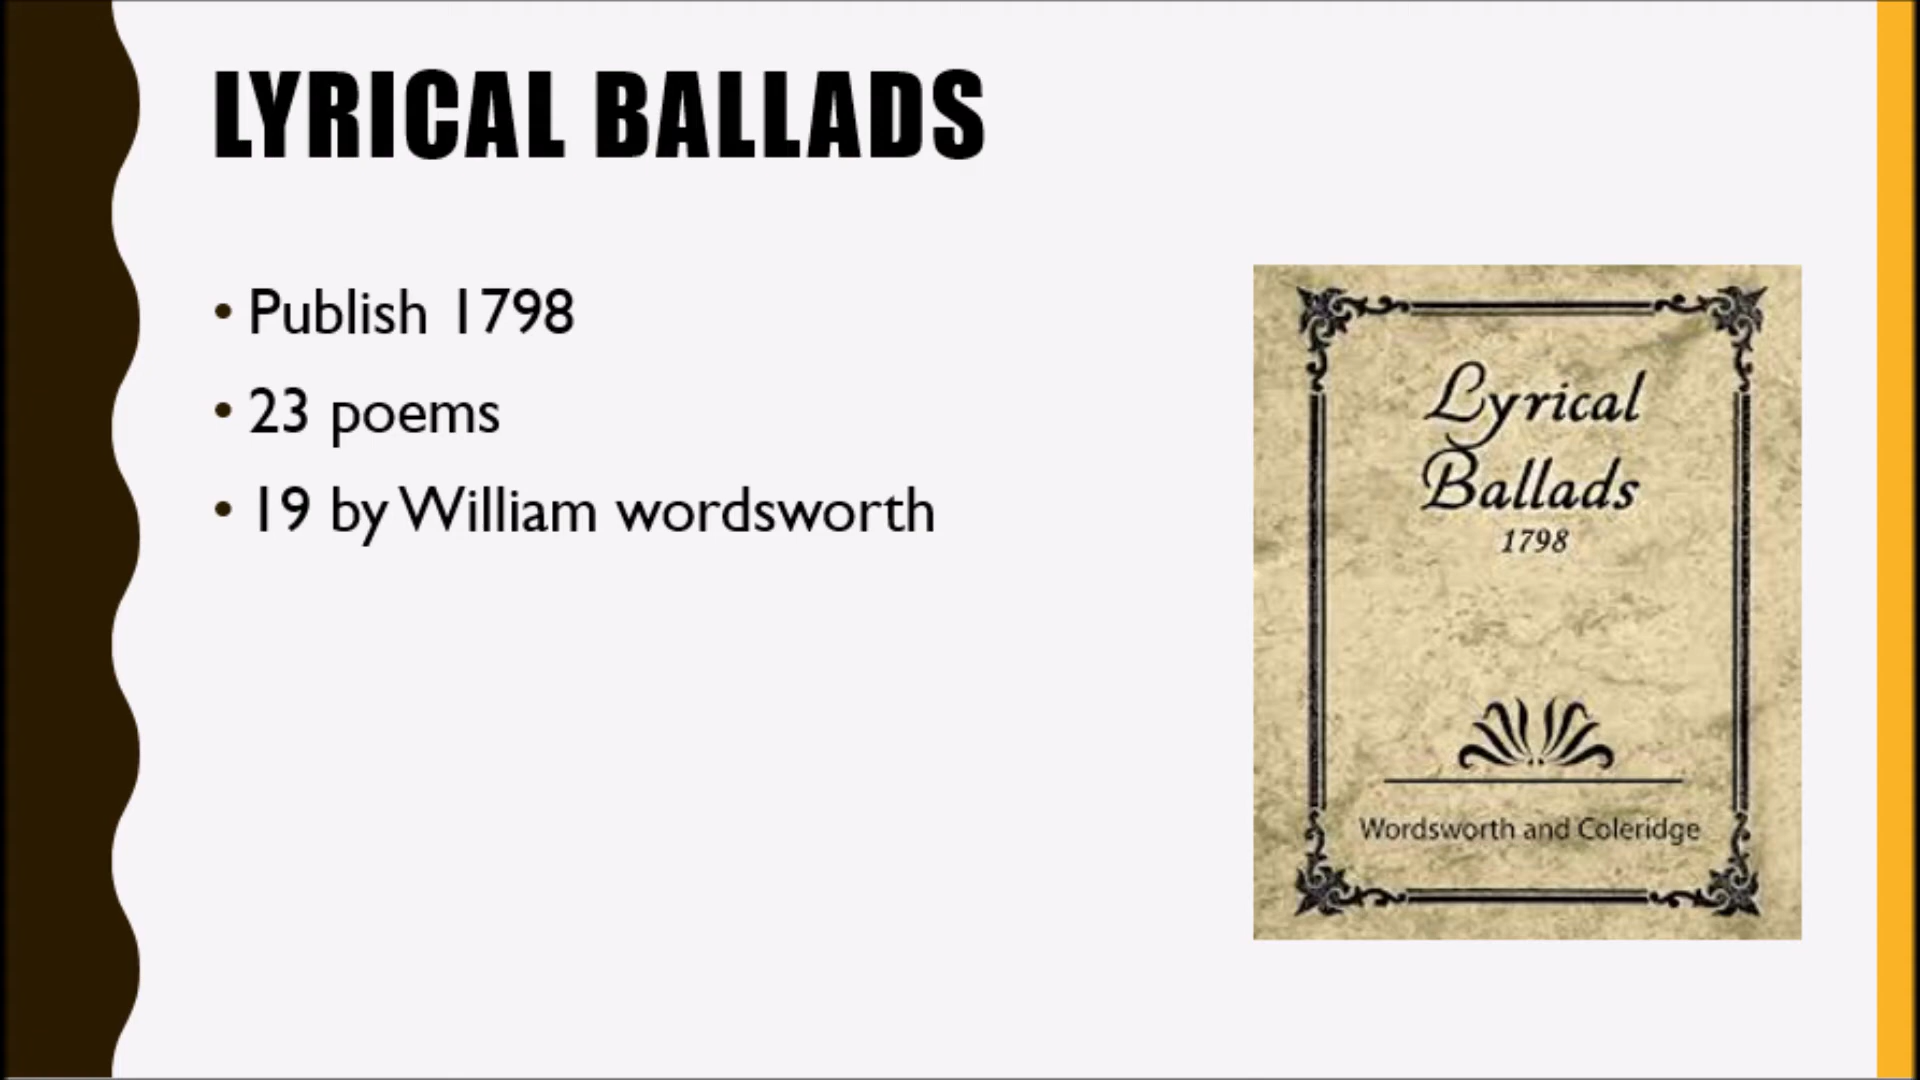 LYRICAL BALLADS
• Publish 1798
• 23 poems
• 19 by William wordsworth
Lyrical
Ballads
1798
Wordsworth and Coleridge